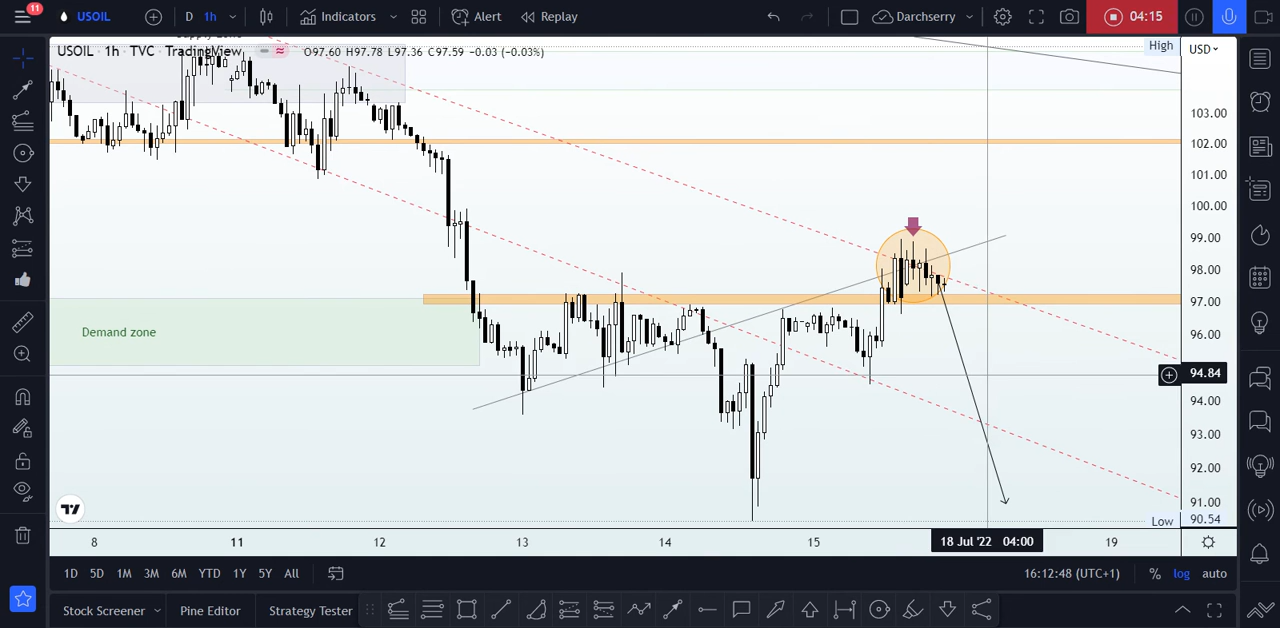 11
USOIL
D
1h
Indicators
Alert
Replay
Darchserry
04:15
USOIL · 1h · TVC · TradingView
O97.60 H97.78 L97.36 C97.59 -0.03 (-0.03%)
High
USD
103.00
102.00
101.00
100.00
99.00
98.00
97.00
96.00
94.84
94.00
93.00
92.00
91.00
Low
90.54
Demand zone
8
11
12
13
14
15
18 Jul '22 04:00
19
1D
5D
1M
3M
6M
YTD
1Y
5Y
All
16:12:48 (UTC+1)
%
log
auto
Stock Screener
Pine Editor
Strategy Tester